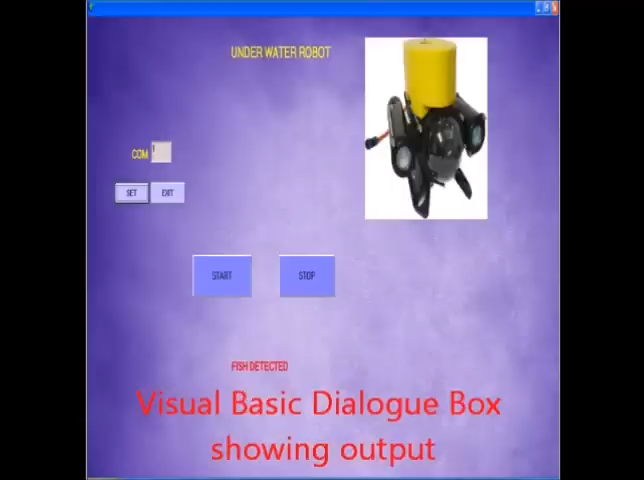 UNDER WATER ROBOT
COM
SET EXIT
START STOP
FISH DETECTED
Visual Basic Dialogue Box
showing output